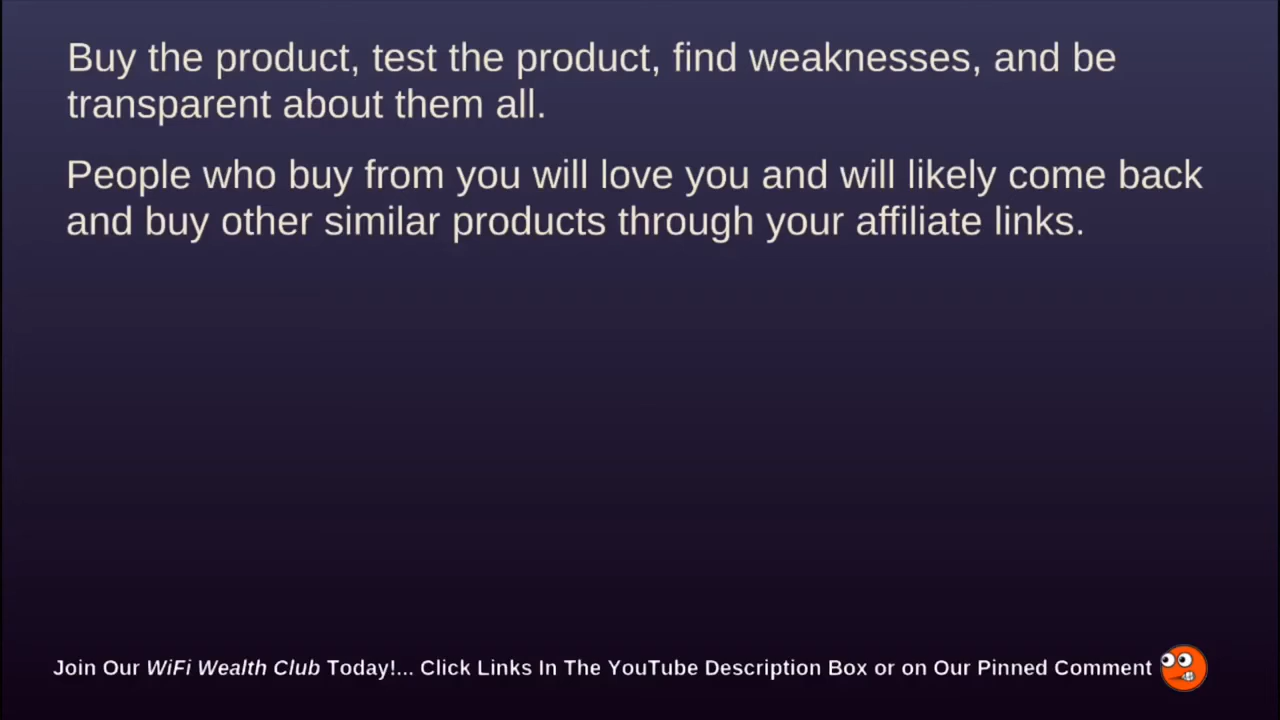 Buy the product, test the product, find weaknesses, and be
transparent about them all.
People who buy from you will love you and will likely come back
and buy other similar products through your affiliate links.
Join Our WiFi Wealth Club Today!... Click Links In The YouTube Description Box or on Our Pinned Comment